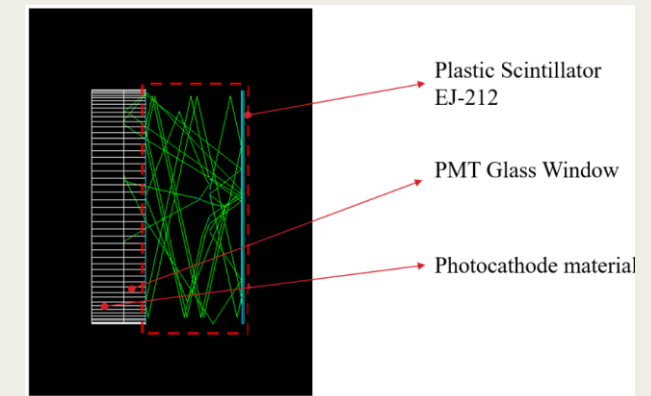 Plastic Scintillator
EJ-212
PMT Glass Window
Photocathode material